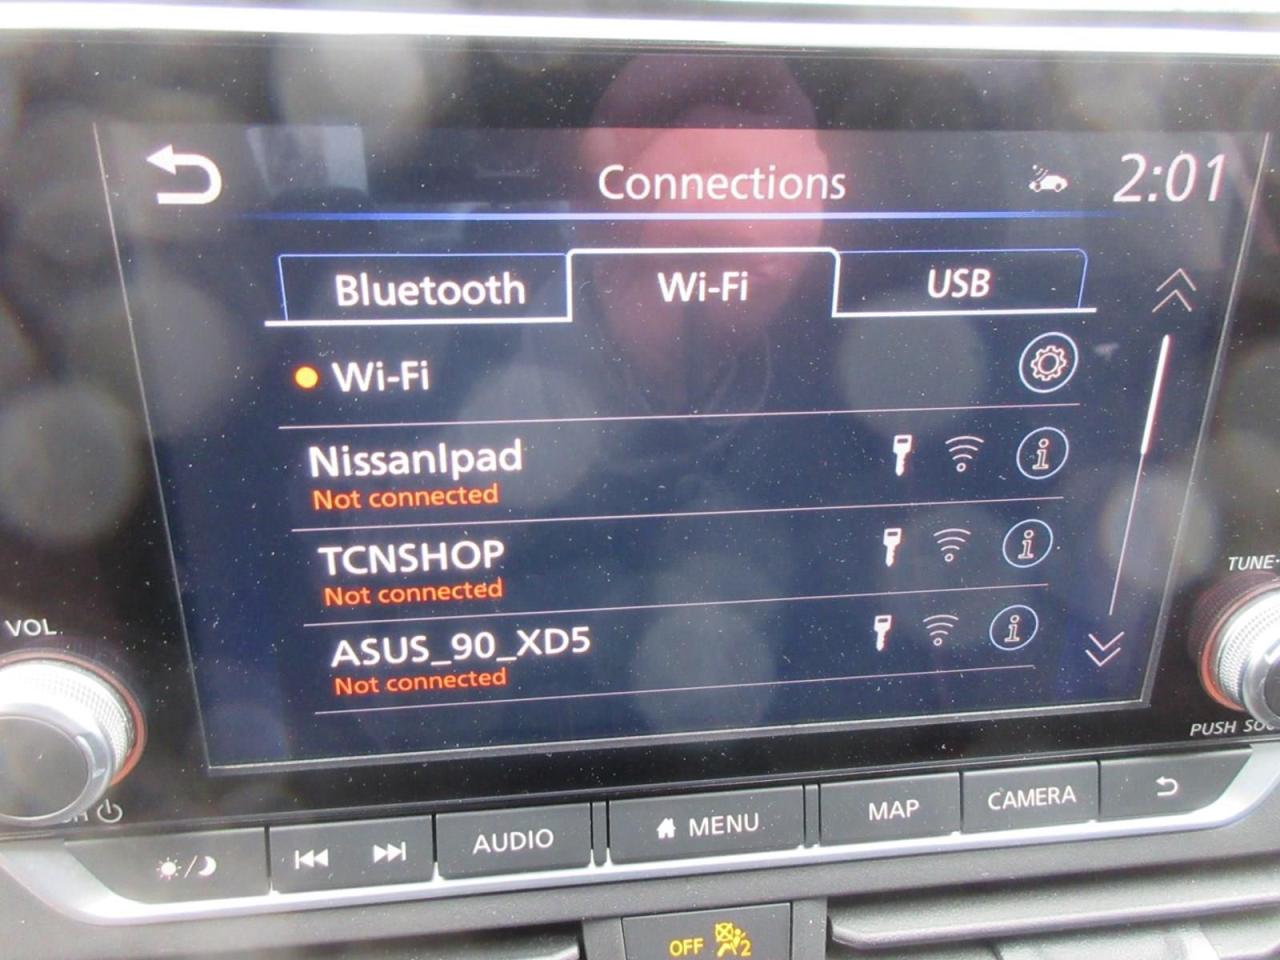 Connections
2:01
Bluetooth
Wi-Fi
USB
Wi-Fi
NissanIpad
Not connected
TCNSHOP
Not connected
ASUS_90_XD5
Not connected
VOL
TUNE
PUSH
AUDIO
MENU
MAP
CAMERA
OFF
2